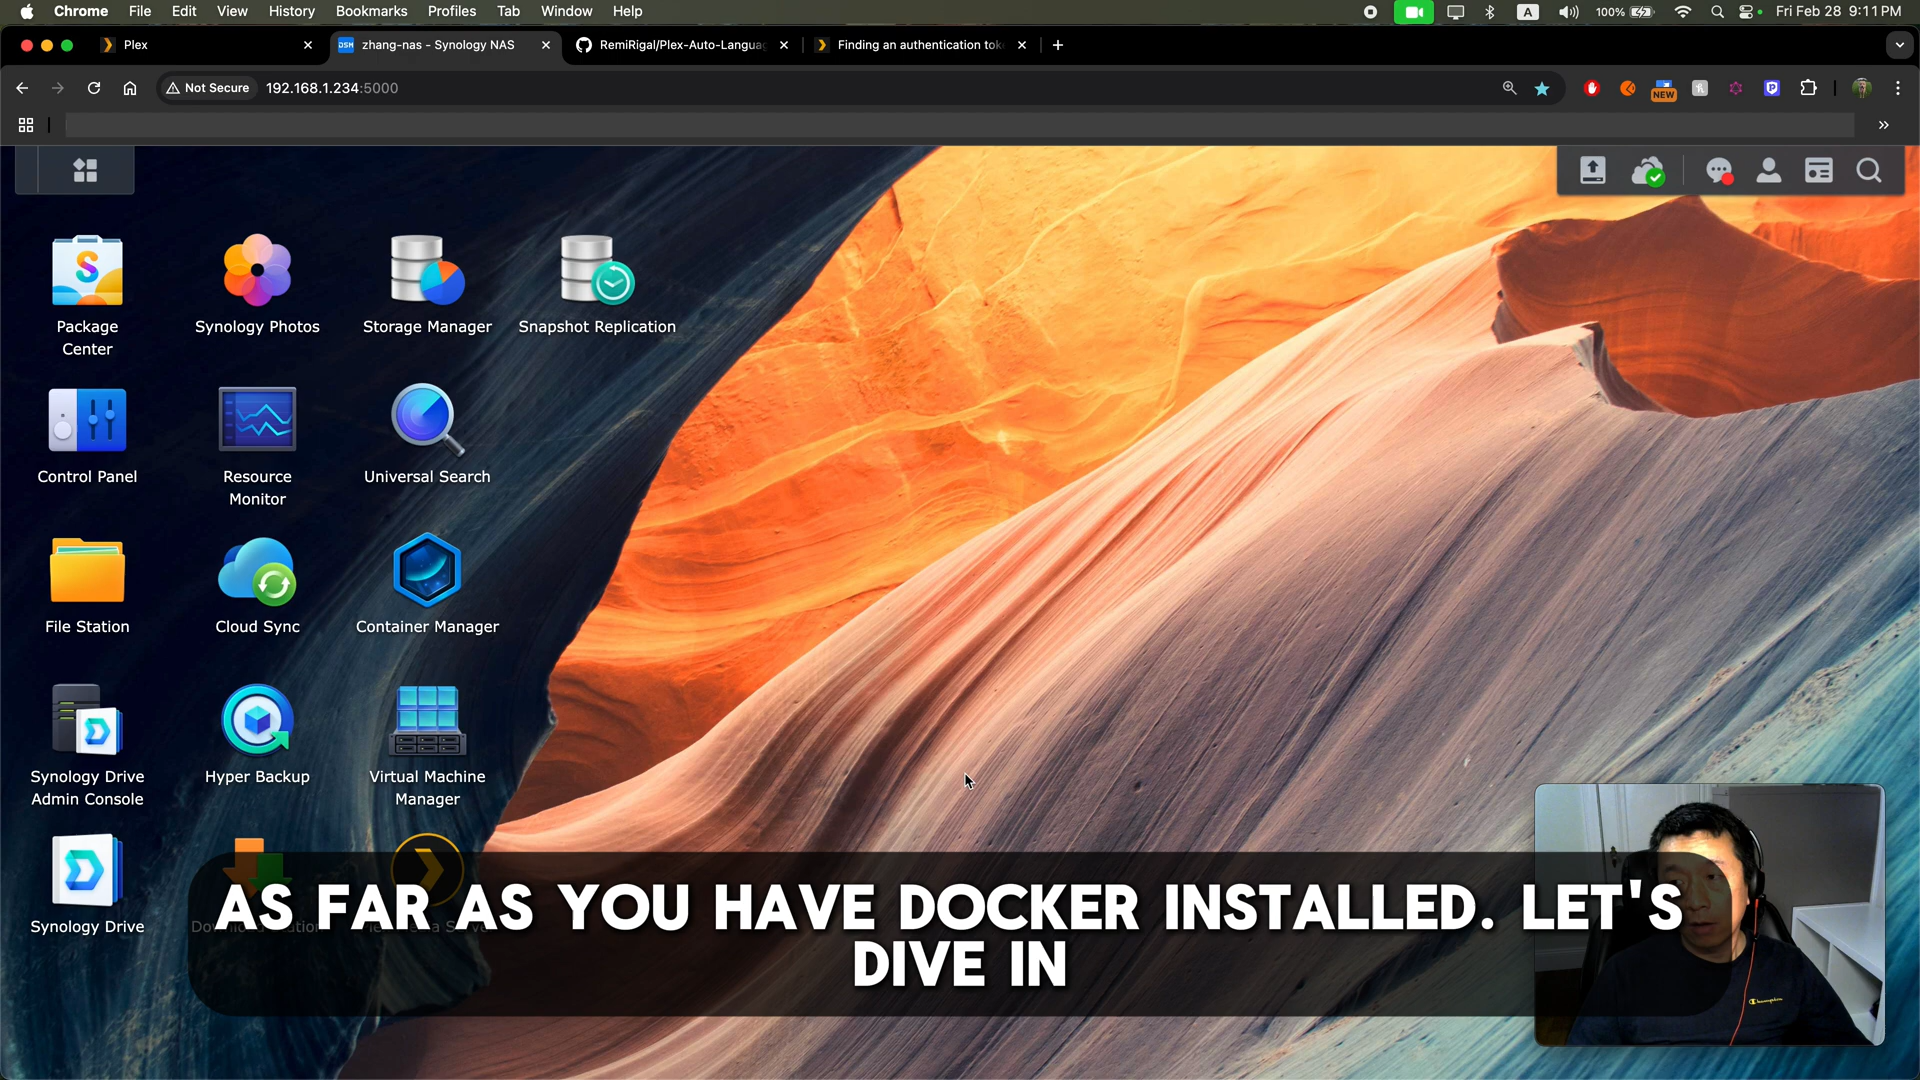 Chrome File Edit View History Bookmarks Profiles Tab Window Help
A 100% Fri Feb 28 9:11 PM
Plex
DSM zhang-nas - Synology NAS
RemiRigal/Plex-Auto-Langua
Finding an authentication tok
Not Secure 192.168.1.234:5000
NEW
Package
Center
Synology Photos
Storage Manager
Snapshot Replication
Control Panel
Resource
Monitor
Universal Search
File Station
Cloud Sync
Container Manager
Synology Drive
Admin Console
Hyper Backup
Virtual Machine
Manager
Synology Drive
AS FAR AS YOU HAVE DOCKER INSTALLED. LET'S
DIVE IN
Champion